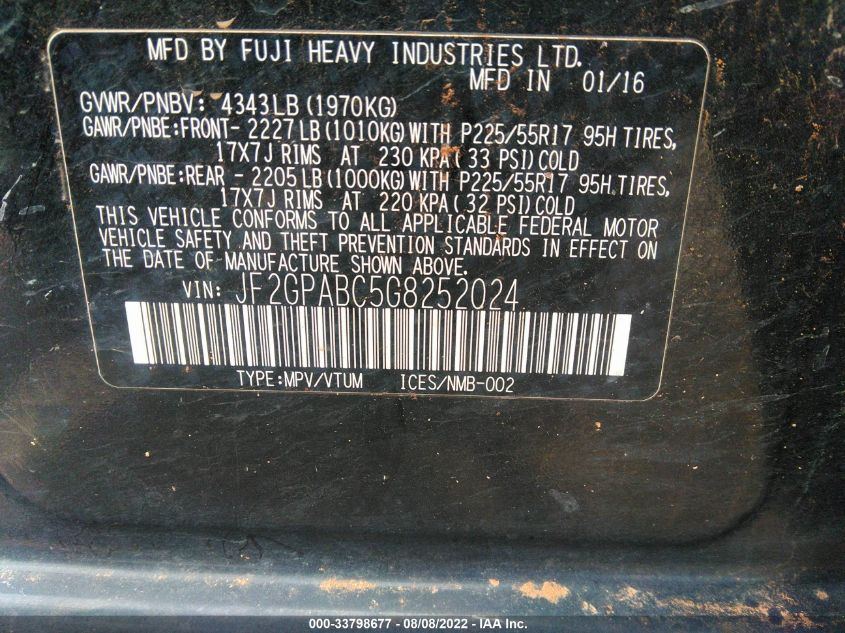 MFD BY FUJI HEAVY INDUSTRIES LTD.
MFD IN 01/16
GVWR/PNBV: 4343LB (1970KG)
GAWR/PNBE:FRONT- 2227LB (1010KG) WITH P225/55R17 95H TIRES,
17X7J RIMS AT 230 KPA( 33 PSI) COLD
GAWR/PNBE:REAR - 2205LB (1000KG) WITH P225/55R17 95H TIRES,
17X7J RIMS AT 220 KPA( 32 PSI) COLD
THIS VEHICLE CONFORMS TO ALL APPLICABLE FEDERAL MOTOR
VEHICLE SAFETY AND THEFT PREVENTION STANDARDS IN EFFECT ON
THE DATE OF MANUFACTURE SHOWN ABOVE.
VIN: JF2GPABC5G8252024
TYPE:MPV/VTUM ICES/NMB-002
000-33798677 - 08/08/2022 - IAA Inc.